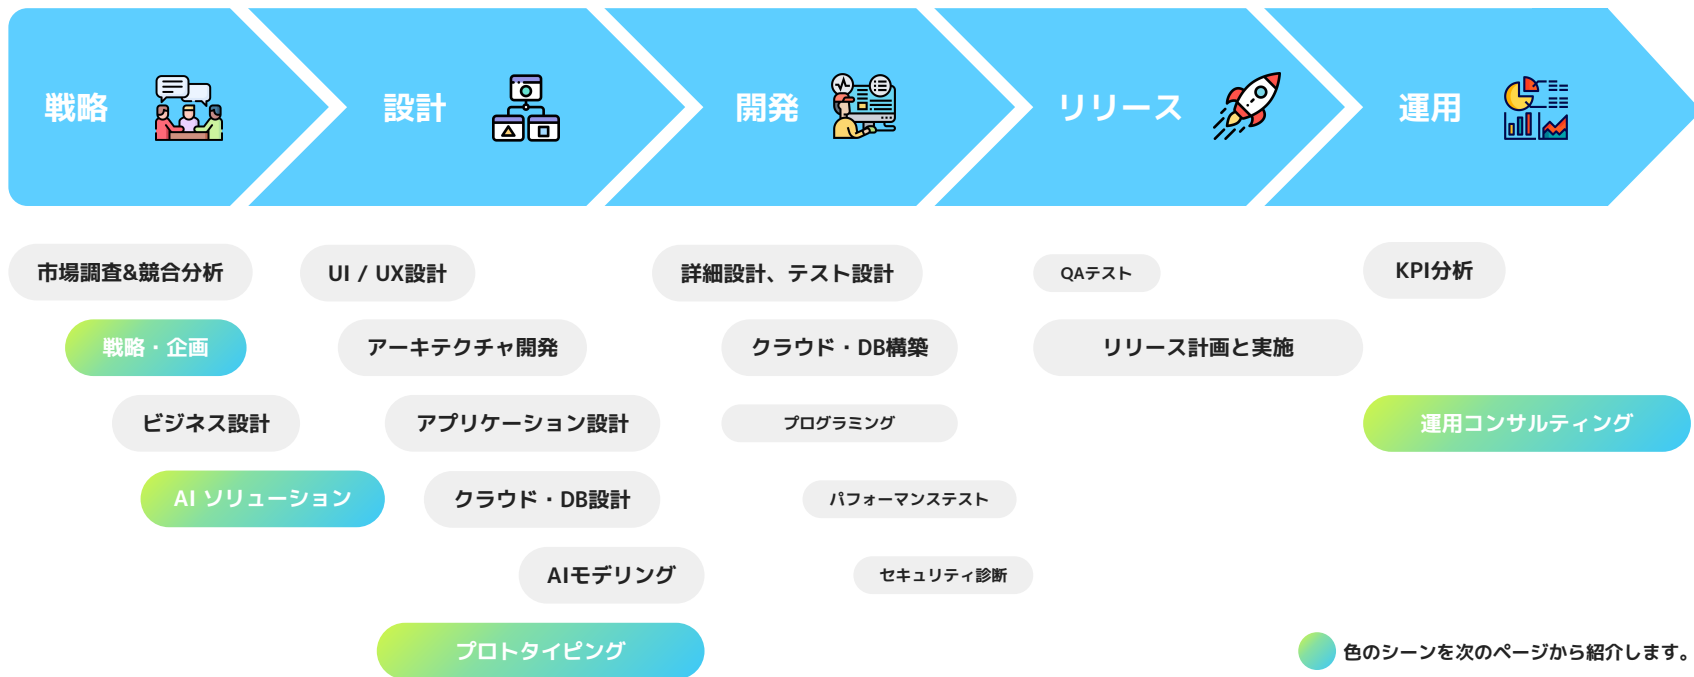 戦略
設計
開発
リリース
運用
市場調査&競合分析
UI / UX設計
詳細設計、テスト設計
QAテスト
KPI分析
戦略・企画
アーキテクチャ開発
クラウド・DB構築
リリース計画と実施
ビジネス設計
アプリケーション設計
プログラミング
運用コンサルティング
AI ソリューション
クラウド・DB設計
パフォーマンステスト
AIモデリング
セキュリティ診断
プロトタイピング
色のシーンを次のページから紹介します。